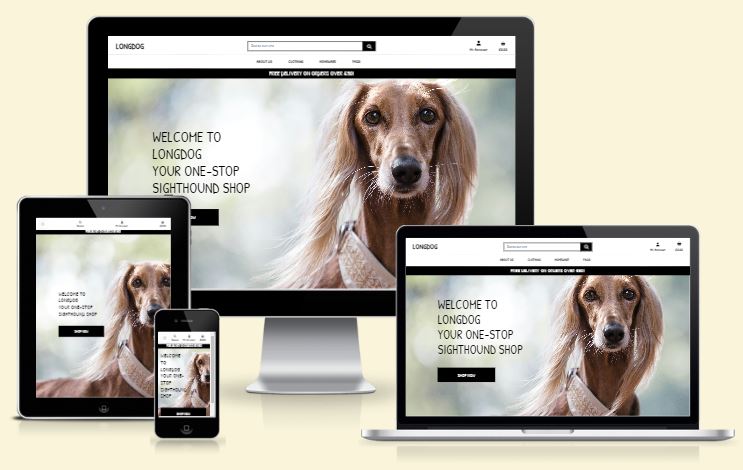 LONGDOG
Search our site
My Account
£0.00
ABOUT US CLOTHING HOMEWARE FAQS
FREE DELIVERY ON ORDERS OVER £50!
WELCOME TO
LONGDOG
YOUR ONE-STOP
SIGHTHOUND SHOP
NOW
WELCOME TO
LONGDOG
YOUR ONE-STOP
SIGHTHOUND SHOP
SHOP NOW
WELCOME
TO
LONGDOG
YOUR ONE-
STOP
SIGHTHOUND
SHOP
SHOP NOW
LONGDOG
Search our site
My Account
£0.00
ABOUT US CLOTHING HOMEWARE FAQS
FREE DELIVERY ON ORDERS OVER £50!
WELCOME TO
LONGDOG
YOUR ONE-STOP
SIGHTHOUND SHOP
SHOP NOW